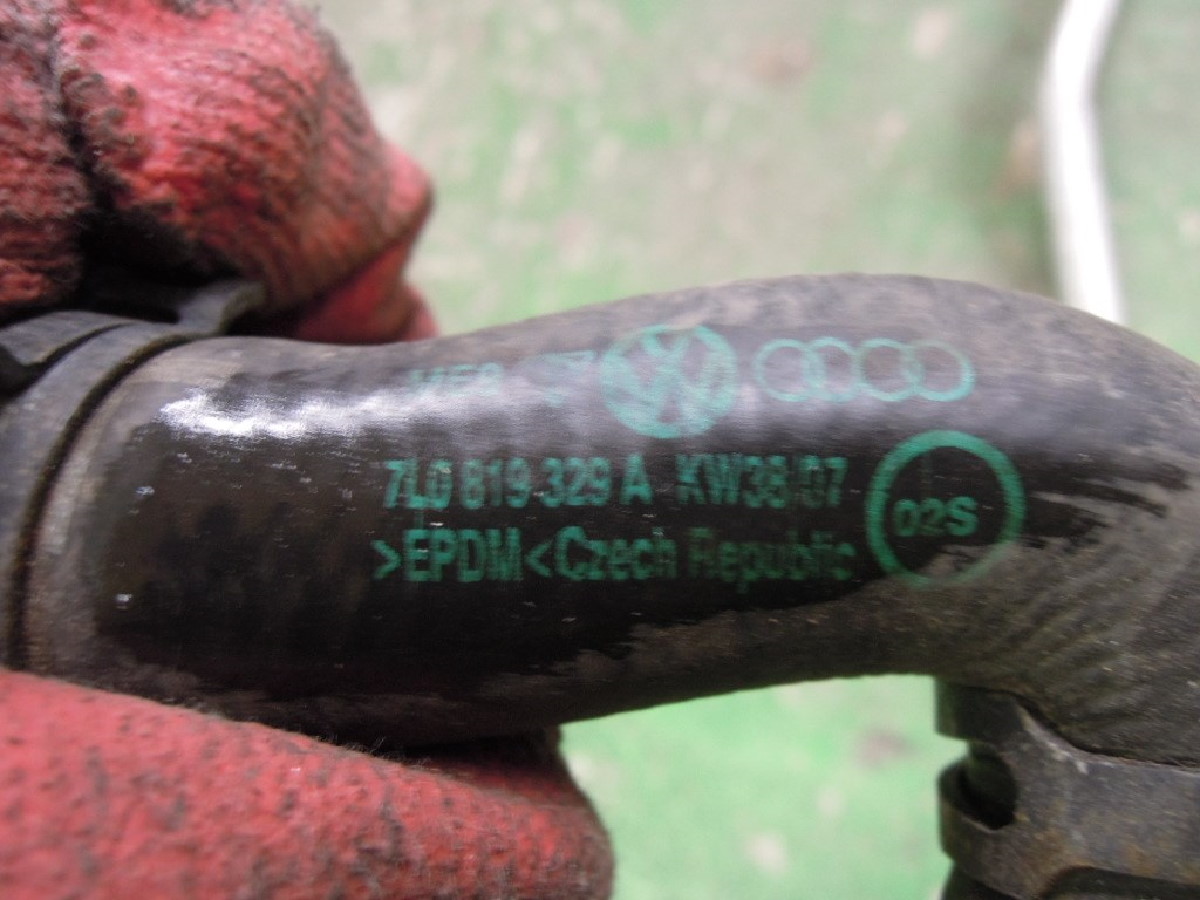 7L0 819 329 A KW38/07
02S
>EPDM<Czech Republic